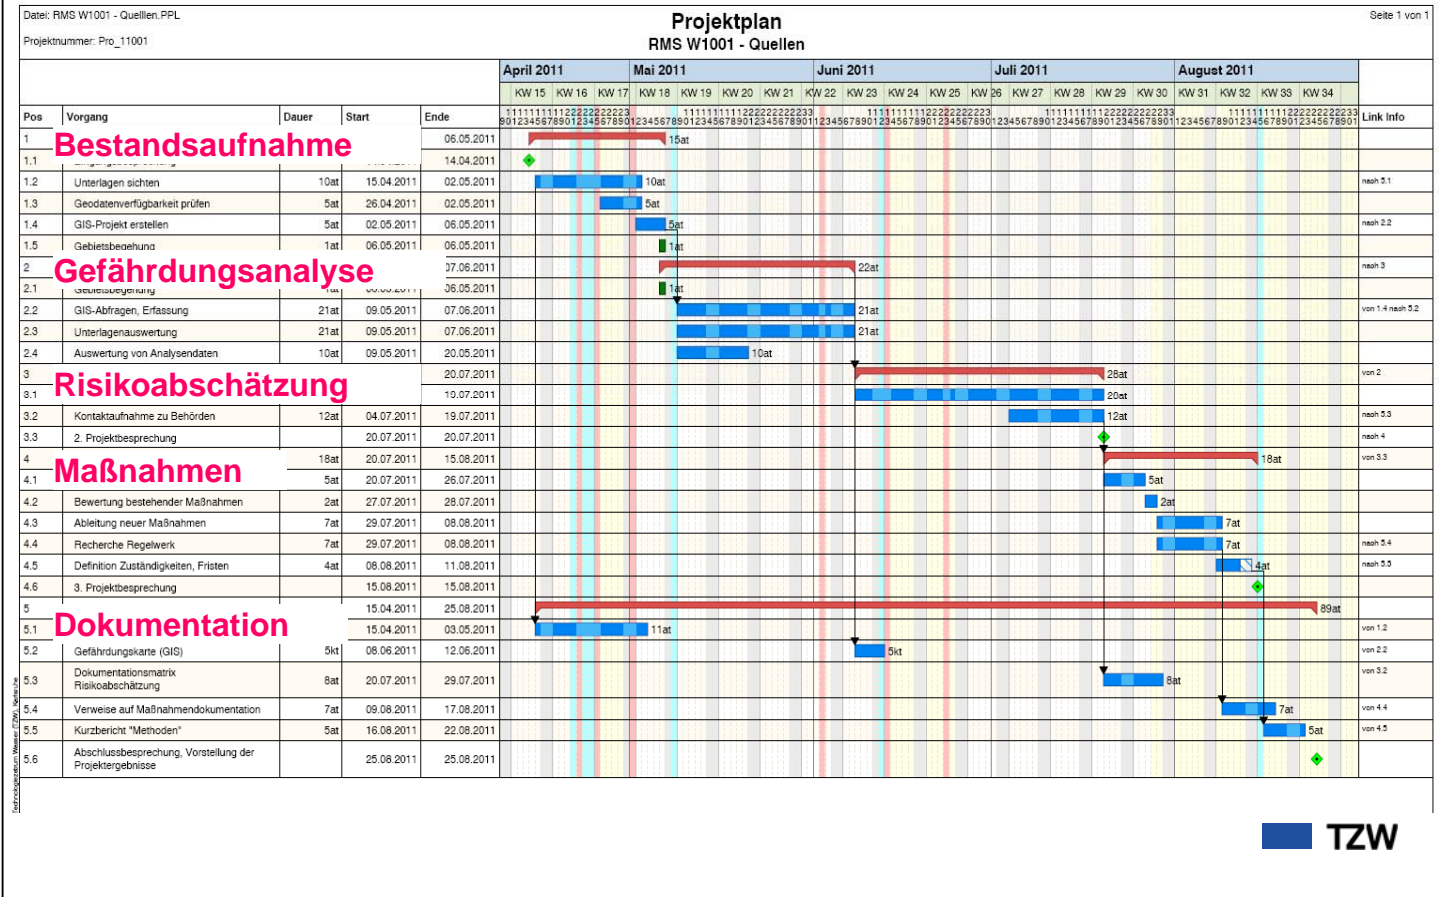 Datei: RMS W1001 - Quellen.PPL
Projektnummer: Pro_11001
Projektplan
RMS W1001 - Quellen
Seite 1 von 1
April 2011 Mai 2011 Juni 2011 Juli 2011 August 2011
KW 15 KW 16 KW 17 KW 18 KW 19 KW 20 KW 21 KW 22 KW 23 KW 24 KW 25 KW 26 KW 27 KW 28 KW 29 KW 30 KW 31 KW 32 KW 33 KW 34
Pos Vorgang Dauer Start Ende Link Info
1 Bestandsaufnahme 06.05.2011 15at
1.1 14.04.2011
1.2 Unterlagen sichten 10at 15.04.2011 02.05.2011 10at nach 5.1
1.3 Geodatenverfügbarkeit prüfen 5at 26.04.2011 02.05.2011 5at
1.4 GIS-Projekt erstellen 5at 02.05.2011 06.05.2011 5at nach 2.2
1.5 Gebietsbegehung 1at 06.05.2011 06.05.2011 1at
2 Gefährdungsanalyse 07.06.2011 22at nach 3
2.1 Gebietsbegehung 1at 06.05.2011 06.05.2011 1at
2.2 GIS-Abfragen, Erfassung 21at 09.05.2011 07.06.2011 21at von 1.4 nach 5.2
2.3 Unterlagenauswertung 21at 09.05.2011 07.06.2011 21at
2.4 Auswertung von Analysendaten 10at 09.05.2011 20.05.2011 10at
3 Risikoabschätzung 20.07.2011 28at von 2
3.1 19.07.2011 20at
3.2 Kontaktaufnahme zu Behörden 12at 04.07.2011 19.07.2011 12at nach 5.3
3.3 2. Projektbesprechung 20.07.2011 20.07.2011 nach 4
4 Maßnahmen 18at 20.07.2011 15.08.2011 18at von 3.3
4.1 5at 20.07.2011 26.07.2011 5at
4.2 Bewertung bestehender Maßnahmen 2at 27.07.2011 28.07.2011 2at
4.3 Ableitung neuer Maßnahmen 7at 29.07.2011 08.08.2011 7at
4.4 Recherche Regelwerk 7at 29.07.2011 08.08.2011 7at nach 5.4
4.5 Definition Zuständigkeiten, Fristen 4at 08.08.2011 11.08.2011 4at nach 5.5
4.6 3. Projektbesprechung 15.08.2011 15.08.2011
5 Dokumentation 15.04.2011 25.08.2011 89at
5.1 15.04.2011 03.05.2011 11at von 1.2
5.2 Gefährdungskarte (GIS) 5kt 08.06.2011 12.06.2011 5kt von 2.2
5.3 Dokumentationsmatrix
Risikoabschätzung 8at 20.07.2011 29.07.2011 8at von 3.2
5.4 Verweise auf Maßnahmendokumentation 7at 09.08.2011 17.08.2011 7at von 4.4
5.5 Kurzbericht "Methoden" 5at 16.08.2011 22.08.2011 5at von 4.5
5.6 Abschlussbesprechung, Vorstellung der
Projektergebnisse 25.08.2011 25.08.2011
Technologiezentrum Wasser (TZW), Karlsruhe
TZW